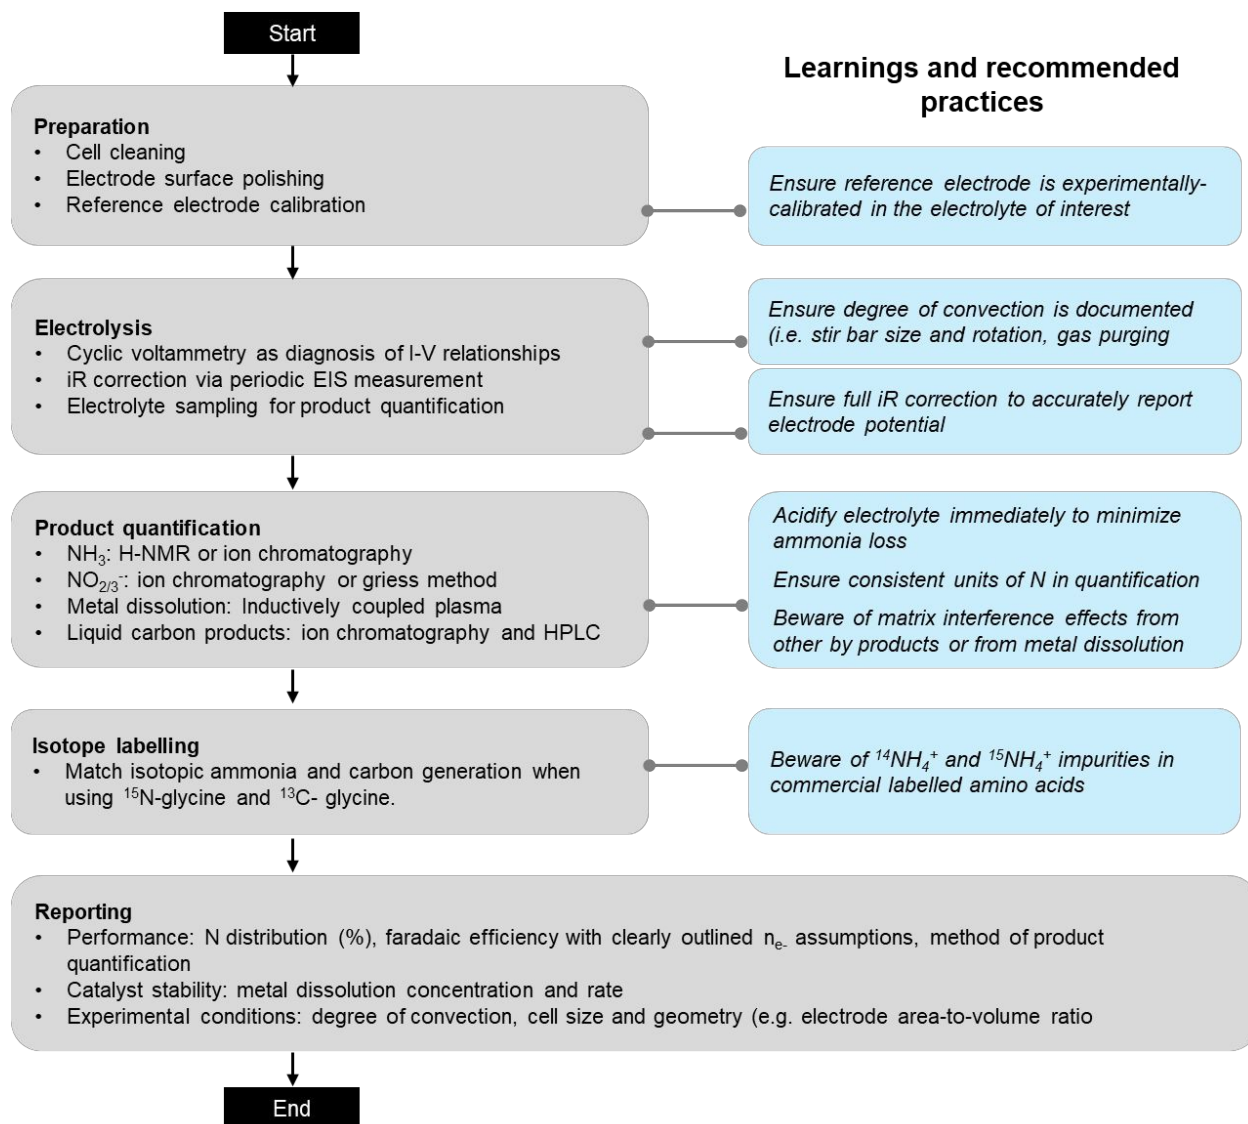 Start
Learnings and recommended
practices
Preparation
• Cell cleaning
• Electrode surface polishing
• Reference electrode calibration
Ensure reference electrode is experimentally-
calibrated in the electrolyte of interest
Electrolysis
• Cyclic voltammetry as diagnosis of I-V relationships
• iR correction via periodic EIS measurement
• Electrolyte sampling for product quantification
Ensure degree of convection is documented
(i.e. stir bar size and rotation, gas purging
Ensure full iR correction to accurately report
electrode potential
Product quantification
• NH₃: H-NMR or ion chromatography
• NO₂/₃⁻: ion chromatography or griess method
• Metal dissolution: Inductively coupled plasma
• Liquid carbon products: ion chromatography and HPLC
Acidify electrolyte immediately to minimize
ammonia loss
Ensure consistent units of N in quantification
Beware of matrix interference effects from
other by products or from metal dissolution
Isotope labelling
• Match isotopic ammonia and carbon generation when
using ¹⁵N-glycine and ¹³C- glycine.
Beware of ¹⁴NH₄⁺ and ¹⁵NH₄⁺ impurities in
commercial labelled amino acids
Reporting
• Performance: N distribution (%), faradaic efficiency with clearly outlined nₑ₋ assumptions, method of product
quantification
• Catalyst stability: metal dissolution concentration and rate
• Experimental conditions: degree of convection, cell size and geometry (e.g. electrode area-to-volume ratio
End